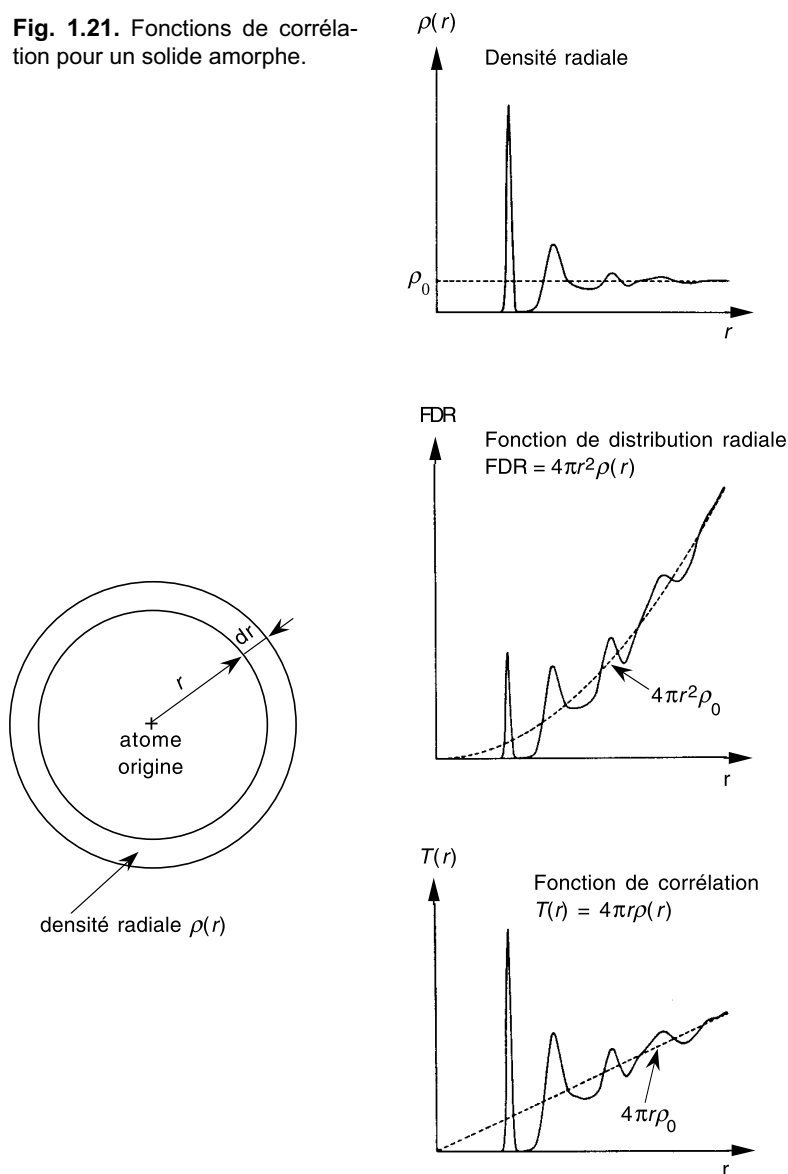 Fig. 1.21. Fonctions de corréla-
tion pour un solide amorphe.
ρ(r)
Densité radiale
ρ0
r
FDR
Fonction de distribution radiale
FDR = 4πr²ρ(r)
4πr²ρ0
r
dr
r
atome
origine
densité radiale ρ(r)
T(r)
Fonction de corrélation
T(r) = 4πrρ(r)
4πrρ0
r